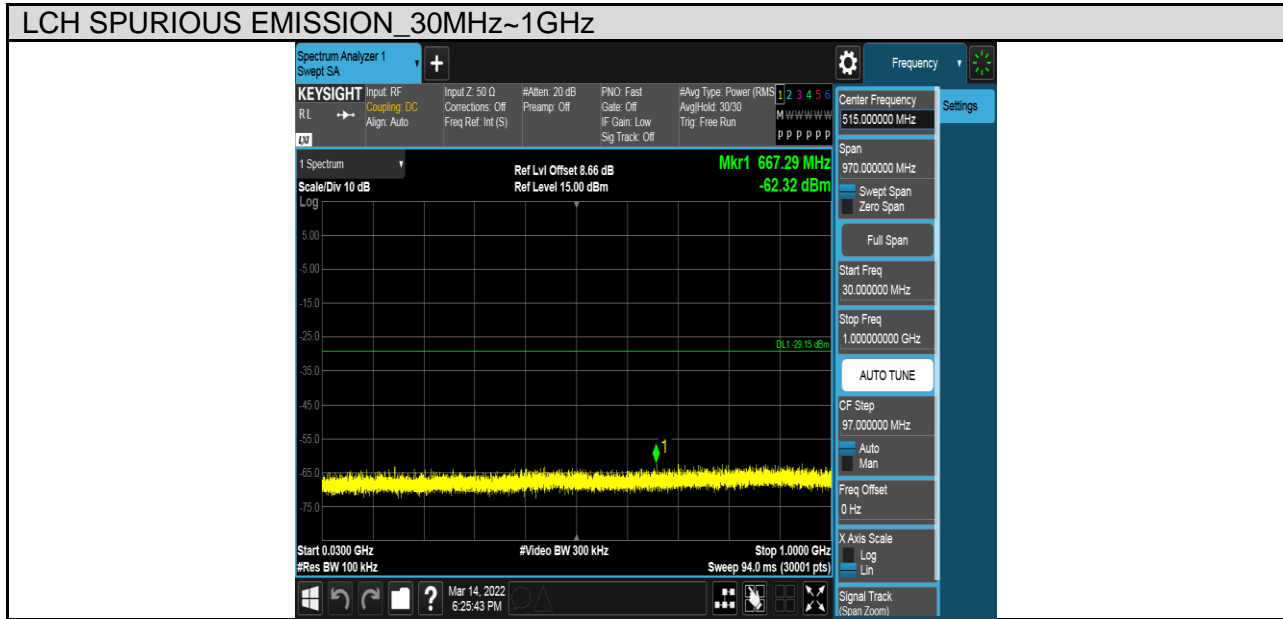 LCH SPURIOUS EMISSION_30MHz~1GHz
Spectrum Analyzer 1
Swept SA
Frequency
KEYSIGHT
RL
LXI
Input: RF
Coupling: DC
Align: Auto
Input Z: 50 Ω
Corrections: Off
Freq Ref: Int (S)
#Atten: 20 dB
Preamp: Off
PNO: Fast
Gate: Off
IF Gain: Low
Sig Track: Off
#Avg Type: Power (RMS
Avg|Hold: 30/30
Trig: Free Run
1 2 3 4 5 6
M W W W W W
P P P P P P
1 Spectrum
Scale/Div 10 dB
Log
Ref Lvl Offset 8.66 dB
Ref Level 15.00 dBm
Mkr1 667.29 MHz
-62.32 dBm
5.00
-5.00
-15.0
-25.0
DL1 -29.15 dBm
-35.0
-45.0
-55.0
1
-65.0
-75.0
Start 0.0300 GHz
#Res BW 100 kHz
#Video BW 300 kHz
Stop 1.0000 GHz
Sweep 94.0 ms (30001 pts)
?
Mar 14, 2022
6:25:43 PM
Center Frequency
515.000000 MHz
Span
970.000000 MHz
Swept Span
Zero Span
Full Span
Start Freq
30.000000 MHz
Stop Freq
1.000000000 GHz
AUTO TUNE
CF Step
97.000000 MHz
Auto
Man
Freq Offset
0 Hz
X Axis Scale
Log
Lin
Signal Track
(Span Zoom)
Settings